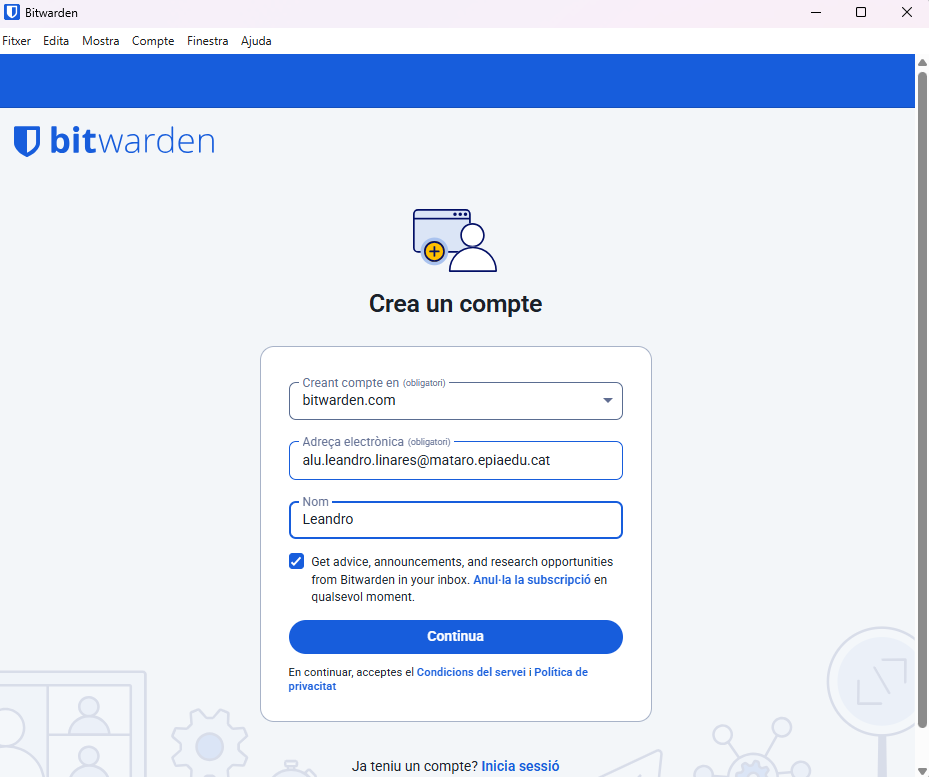 Bitwarden
Fitxer Edita Mostra Compte Finestra Ajuda
bitwarden
Crea un compte
Creant compte en (obligatori)
bitwarden.com
Adreça electrònica (obligatori)
alu.leandro.linares@mataro.epiaedu.cat
Nom
Leandro
Get advice, announcements, and research opportunities
from Bitwarden in your inbox. Anul·la la subscripció en
qualsevol moment.
Continua
En continuar, acceptes el Condicions del servei i Política de
privacitat
Ja teniu un compte? Inicia sessió